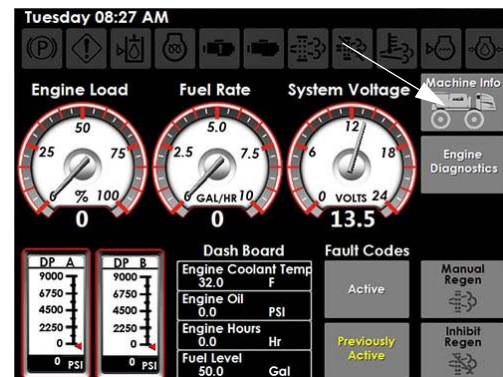 Tuesday 08:27 AM
(P)
Engine Load
Fuel Rate
System Voltage
Machine Info
0 25 50 75 100
%
0
0 2.5 5.0 7.5 10
GAL/HR
0
0 6 12 18 24
VOLTS
13.5
Engine
Diagnostics
DP A
9000
6750
4500
2250
0
0 PSI
DP B
9000
6750
4500
2250
0
0 PSI
Dash Board
Engine Coolant Temp
32.0 F
Engine Oil
0.0 PSI
Engine Hours
0.0 Hr
Fuel Level
50.0 Gal
Fault Codes
Active
Previously
Active
Manual
Regen
Inhibit
Regen